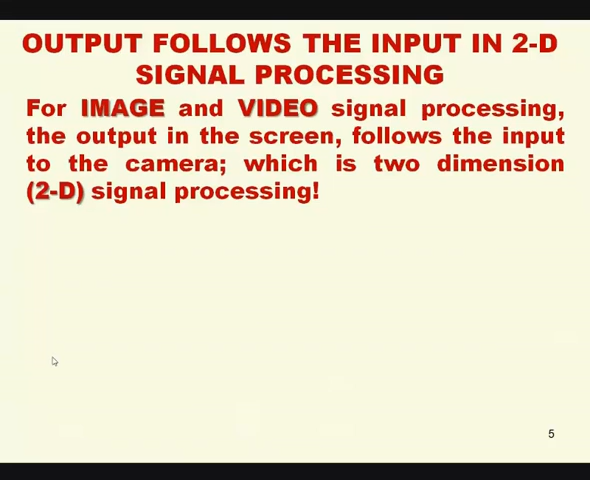 OUTPUT FOLLOWS THE INPUT IN 2-D
SIGNAL PROCESSING
For IMAGE and VIDEO signal processing,
the output in the screen, follows the input
to the camera; which is two dimension
(2-D) signal processing!
5